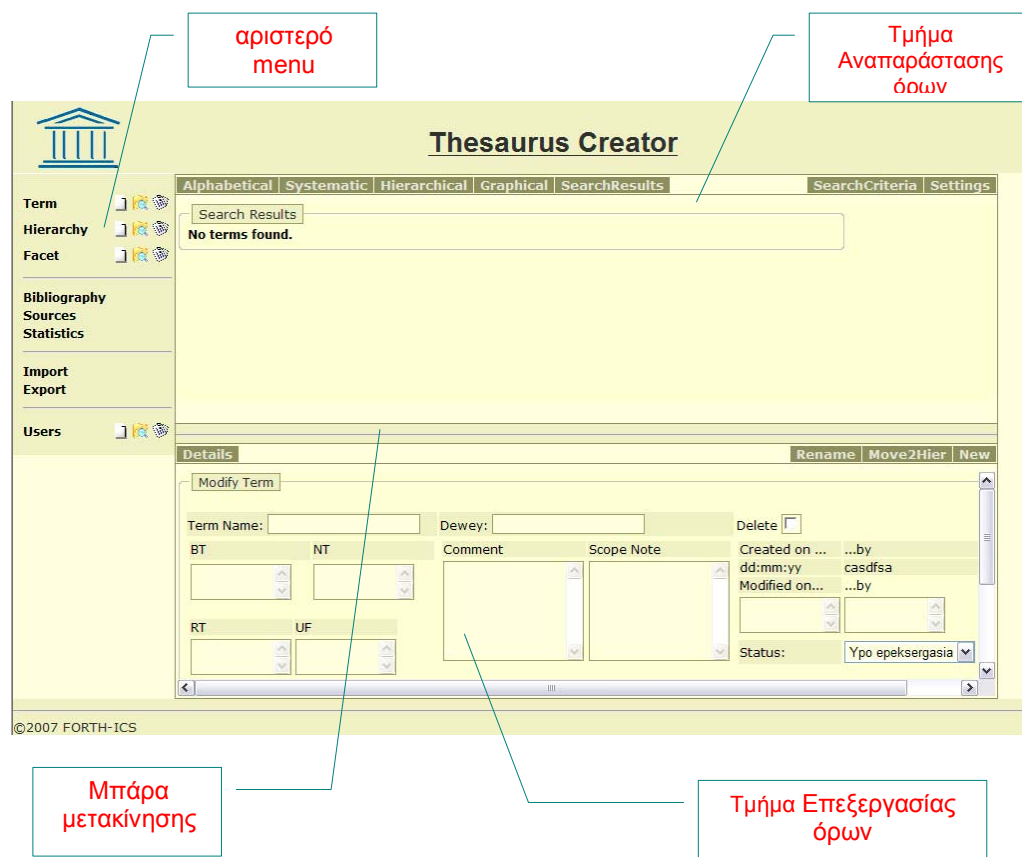 αριστερό
menu
Τμήμα
Αναπαράστασης
όρων
Thesaurus Creator
Alphabetical Systematic Hierarchical Graphical SearchResults SearchCriteria Settings
Term
Hierarchy
Facet
Bibliography
Sources
Statistics
Import
Export
Users
Search Results
No terms found.
Details Rename Move2Hier New
Modify Term
Term Name: Dewey: Delete
BT NT Comment Scope Note Created on ... ...by
dd:mm:yy casdfsa
Modified on... ...by
RT UF
Status: Ypo epeksergasia
©2007 FORTH-ICS
Μπάρα
μετακίνησης
Τμήμα Επεξεργασίας
όρων